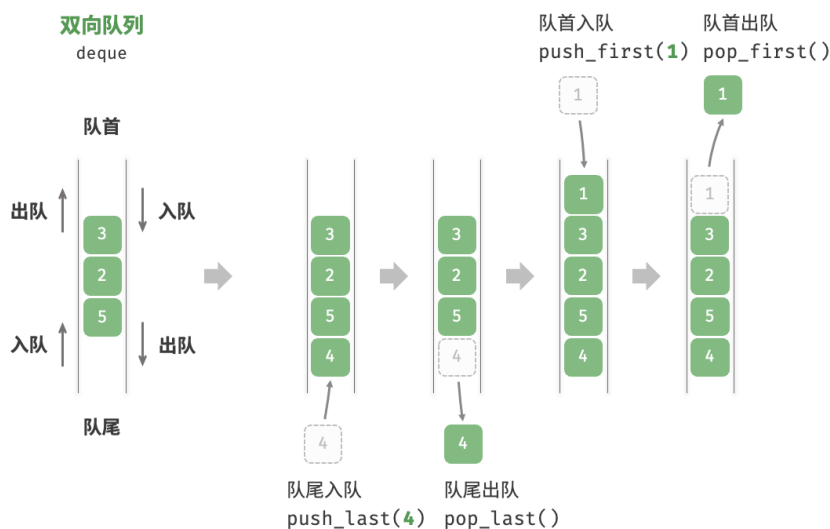 双向队列
deque
队首
出队
入队
3
2
5
入队
出队
队尾
3
2
5
4
4
队尾入队
push_last(4)
3
2
5
4
4
队尾出队
pop_last()
队首入队
push_first(1)
1
1
3
2
5
4
队首出队
pop_first()
1
1
3
2
5
4